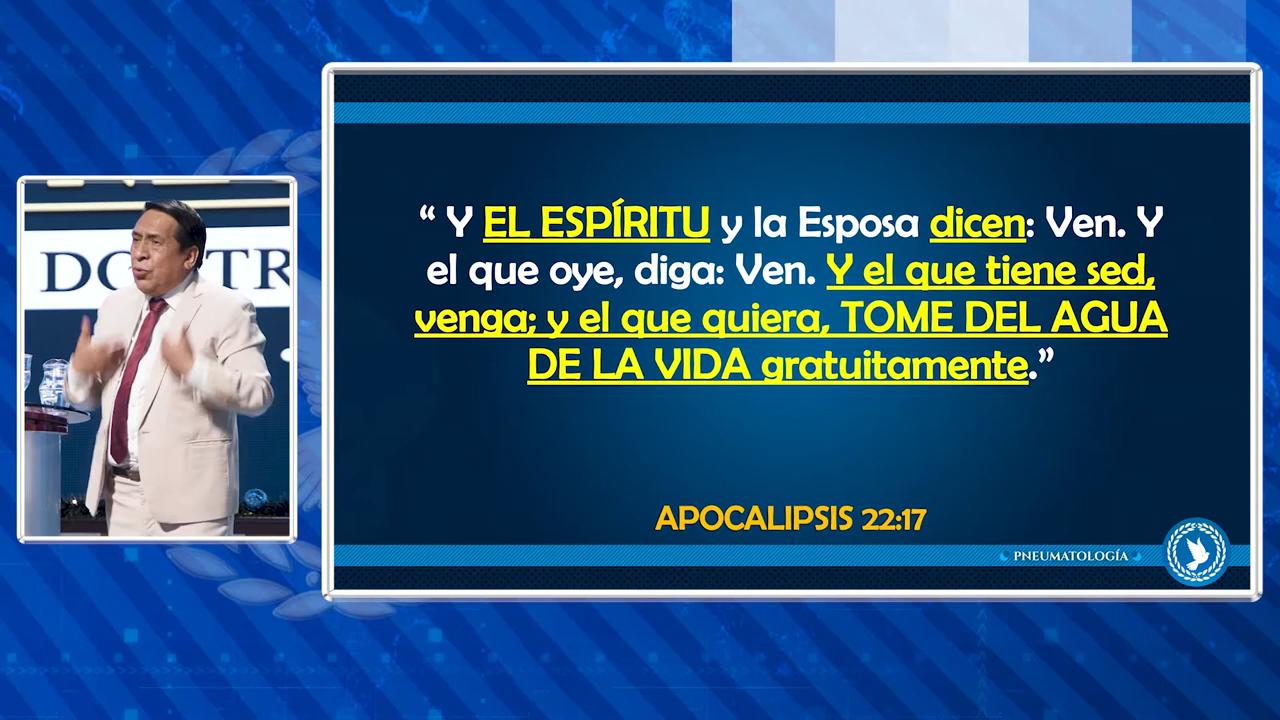 “ Y EL ESPÍRITU y la Esposa dicen: Ven. Y
el que oye, diga: Ven. Y el que tiene sed,
venga; y el que quiera, TOME DEL AGUA
DE LA VIDA gratuitamente.”
APOCALIPSIS 22:17
PNEUMATOLOGÍA